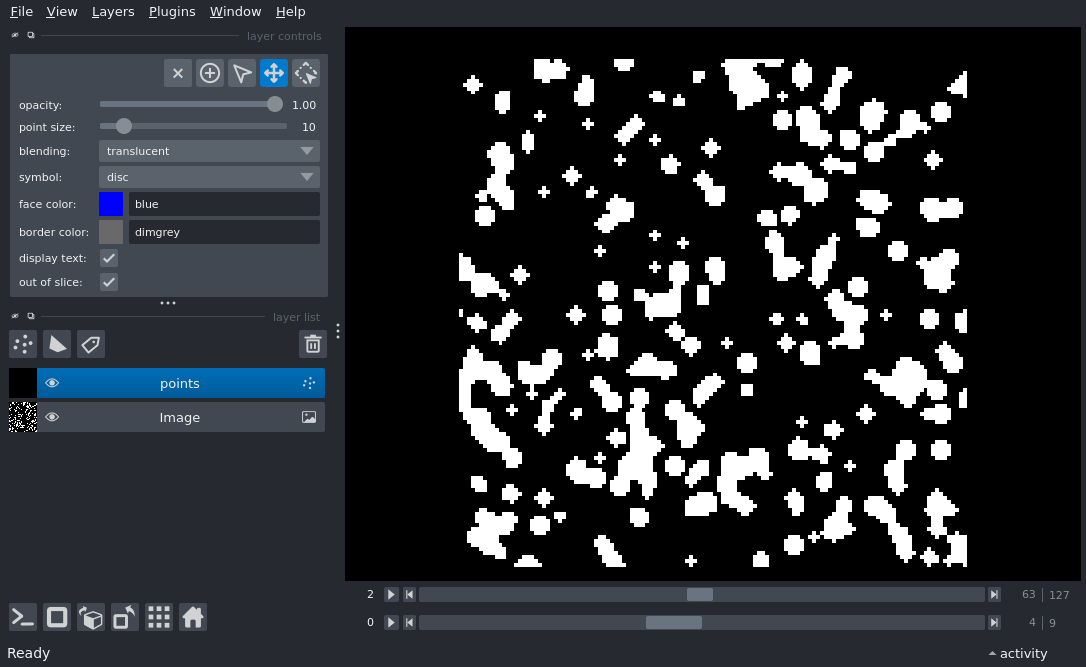 File View Layers Plugins Window Help
layer controls
opacity: 1.00
point size: 10
blending: translucent
symbol: disc
face color: blue
border color: dimgrey
display text:
out of slice:
layer list
points
Image
2 63 127
0 4 9
Ready activity